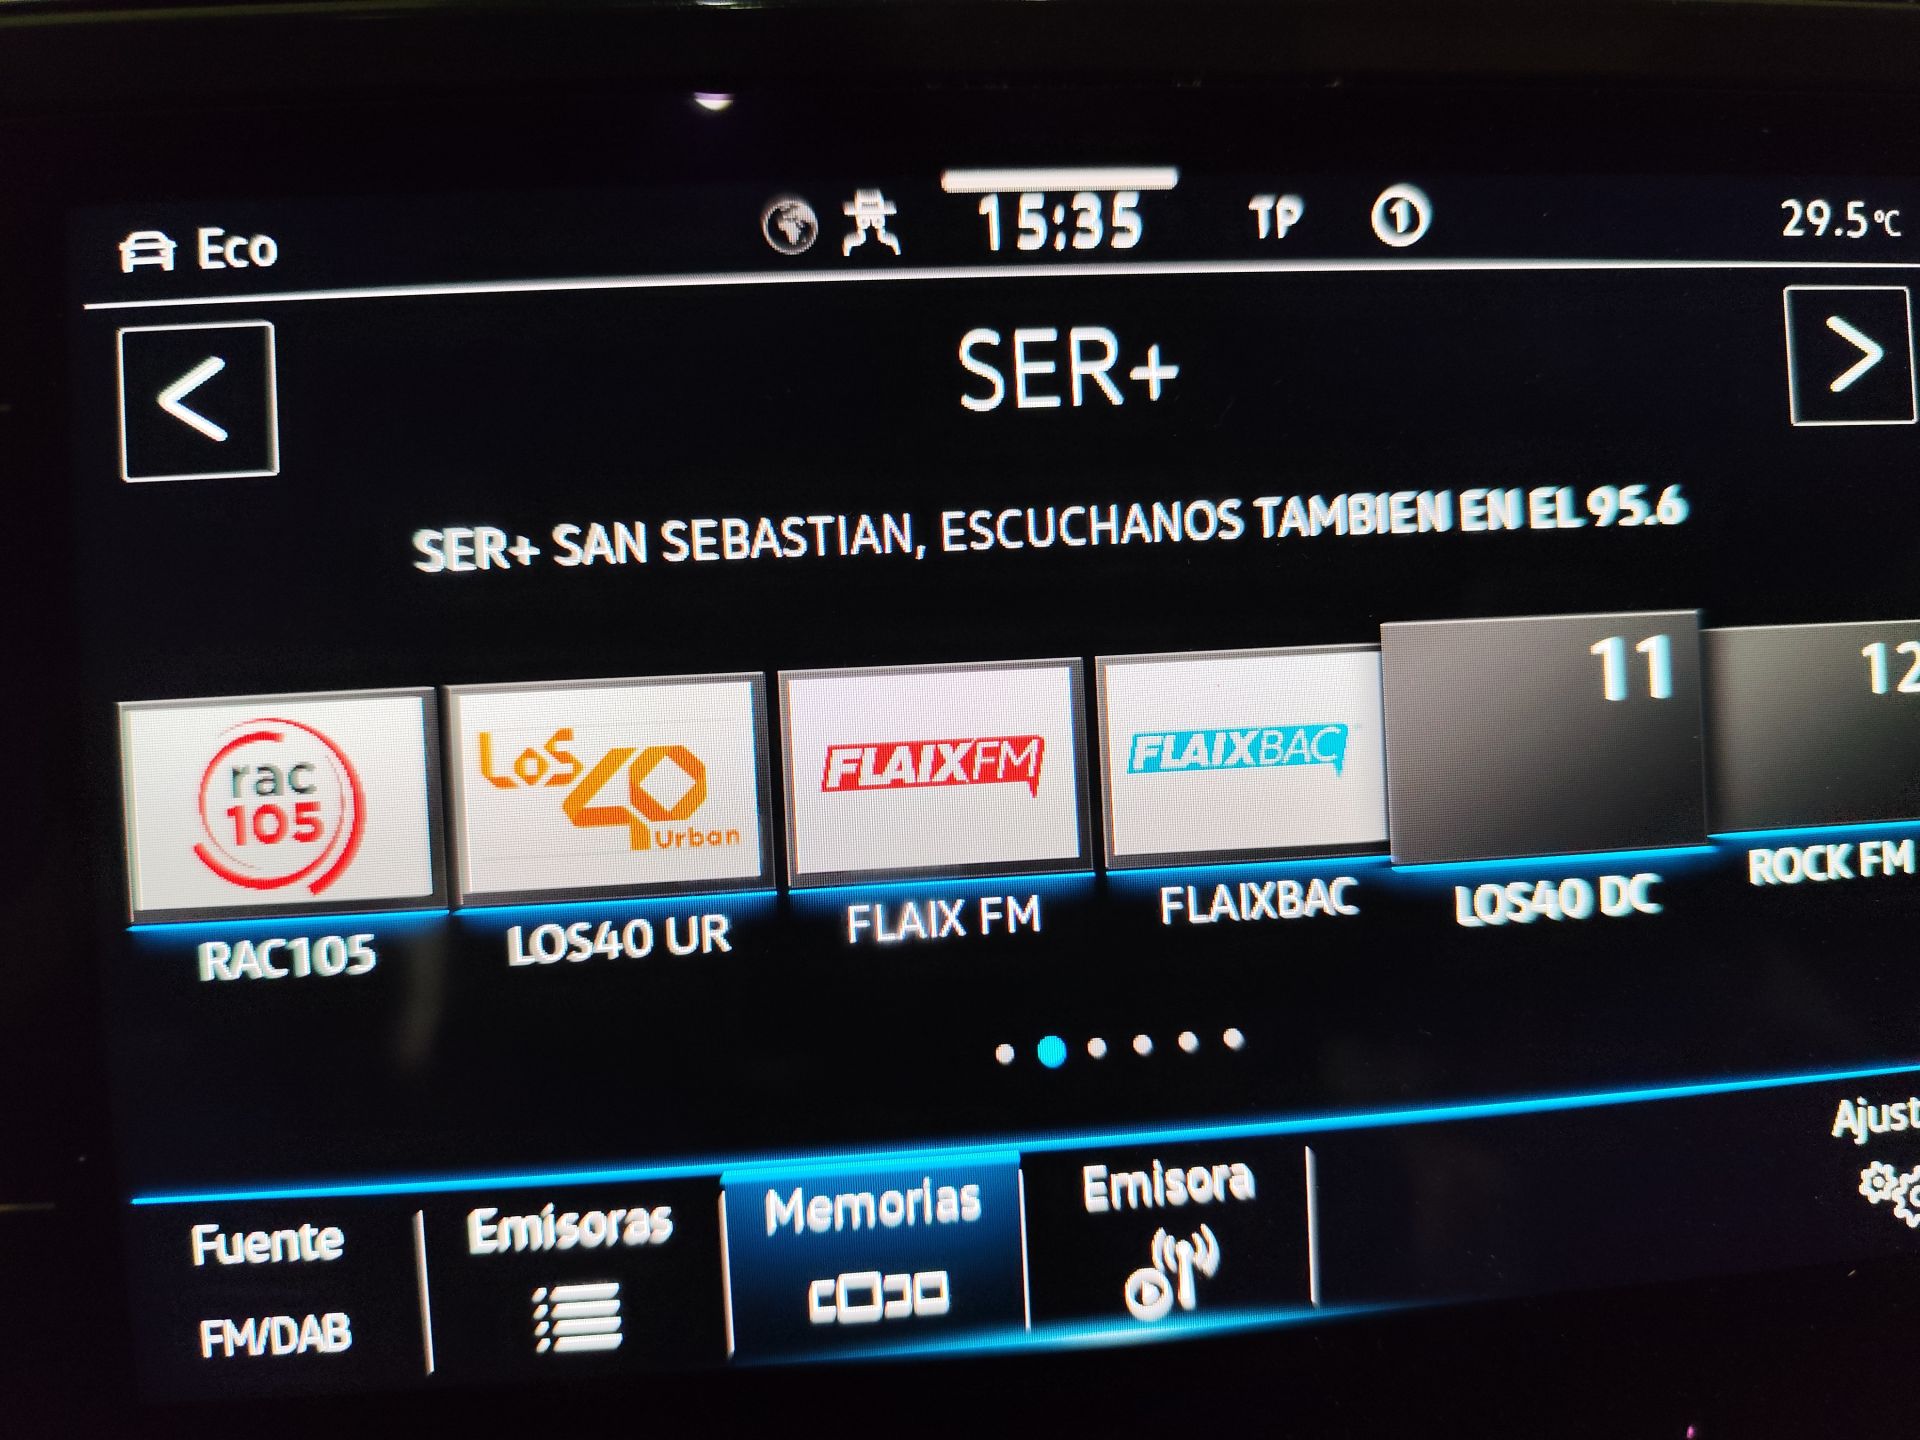 Eco
15:35
TP
1
29.5°C
<
SER+
>
SER+ SAN SEBASTIAN, ESCUCHANOS TAMBIEN EN EL 95.6
rac
105
LOS
40
Urban
FLAIXFM
FLAIXBAC
11
12
RAC105
LOS40 UR
FLAIX FM
FLAIXBAC
LOS40 DC
ROCK FM
Fuente
FM/DAB
Emisoras
Memorias
Emisora
Ajust